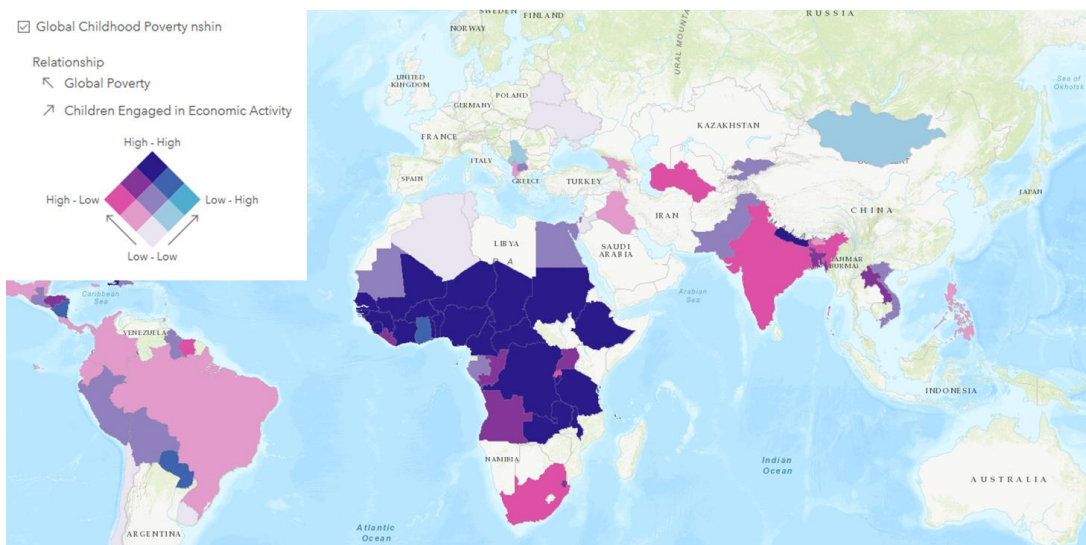 Global Childhood Poverty nshin
Relationship
Global Poverty
Children Engaged in Economic Activity
High - High
High - Low
Low - High
Low - Low
SWEDEN
FINLAND
RUSSIA
NORWAY
URAL MOUNTA
Sea of
Okhotsk
UNITED
KINGDOM
POLAND
GERMANY
KAZAKHSTAN
FRANCE
ITALY
SPAIN
GREECE
TURKEY
JAPAN
CHINA
IRAN
LIBYA
SAUDI
ARABIA
Caribbean
Sea
Arabian
Sea
VENEZUELA
INDONESIA
NAMIBIA
Indian
Ocean
AUSTRALIA
Atlantic
Ocean
ARGENTINA